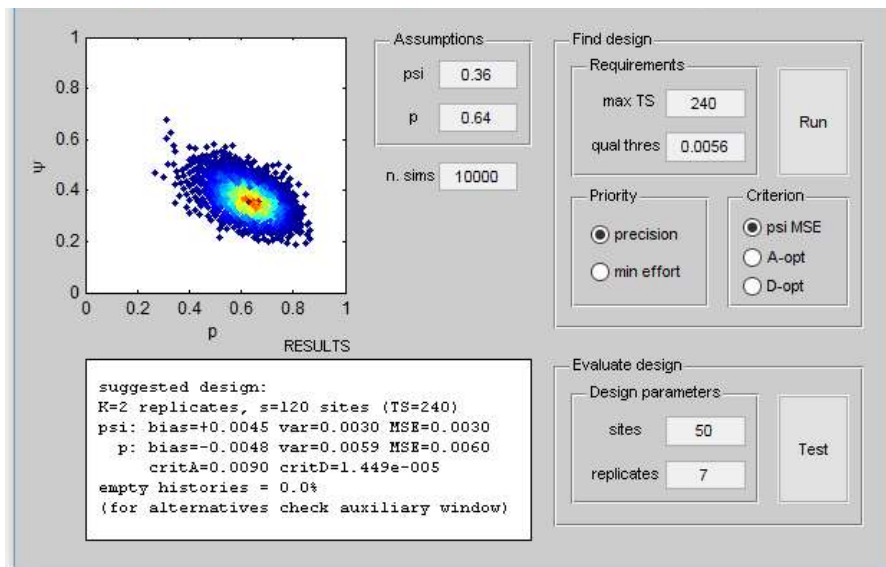 1
0.8
0.6
0.4
0.2
0
ψ
0 0.2 0.4 0.6 0.8 1
p
Assumptions
psi 0.36
p 0.64
n. sims 10000
Find design
Requirements
max TS 240
qual thres 0.0056
Run
Priority
precision
min effort
Criterion
psi MSE
A-opt
D-opt
RESULTS
suggested design:
K=2 replicates, s=120 sites (TS=240)
psi: bias=+0.0045 var=0.0030 MSE=0.0030
p: bias=-0.0048 var=0.0059 MSE=0.0060
critA=0.0090 critD=1.449e-005
empty histories = 0.0%
(for alternatives check auxiliary window)
Evaluate design
Design parameters
sites 50
replicates 7
Test